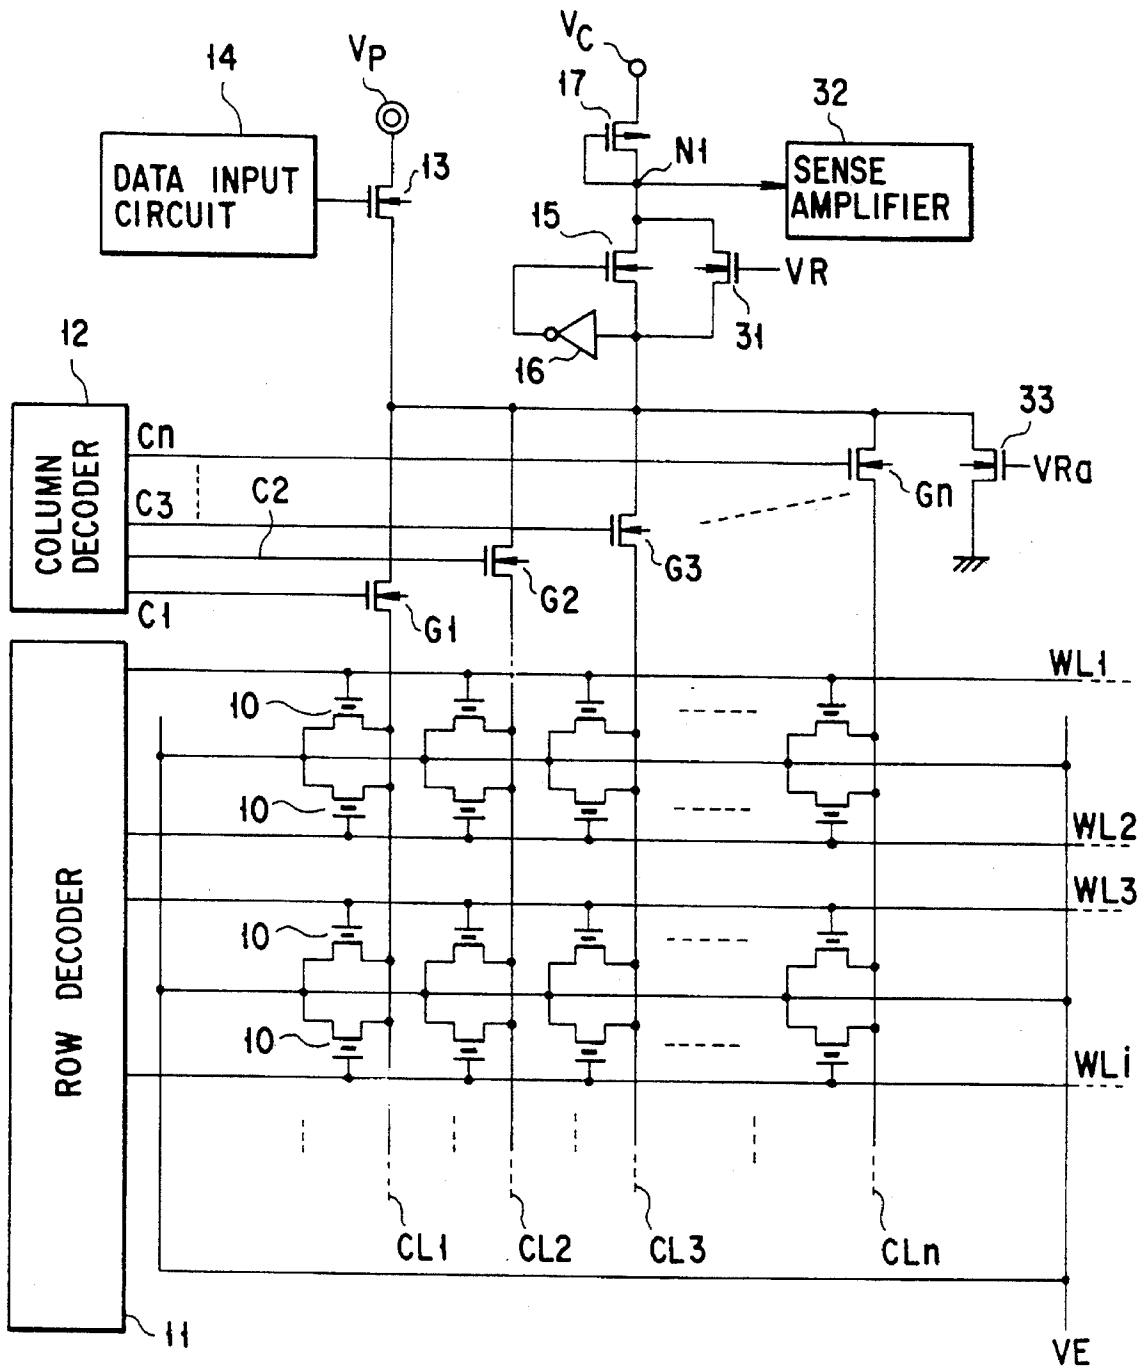 14
VP
VC
17
32
DATA INPUT
CIRCUIT
13
N1
SENSE
AMPLIFIER
15
VR
31
16
12
33
COLUMN
DECODER
Cn
C3
C2
C1
Gn
VRa
G3
G2
G1
WL1
10
10
WL2
WL3
10
10
WLi
ROW DECODER
CL1
CL2
CL3
CLn
11
VE